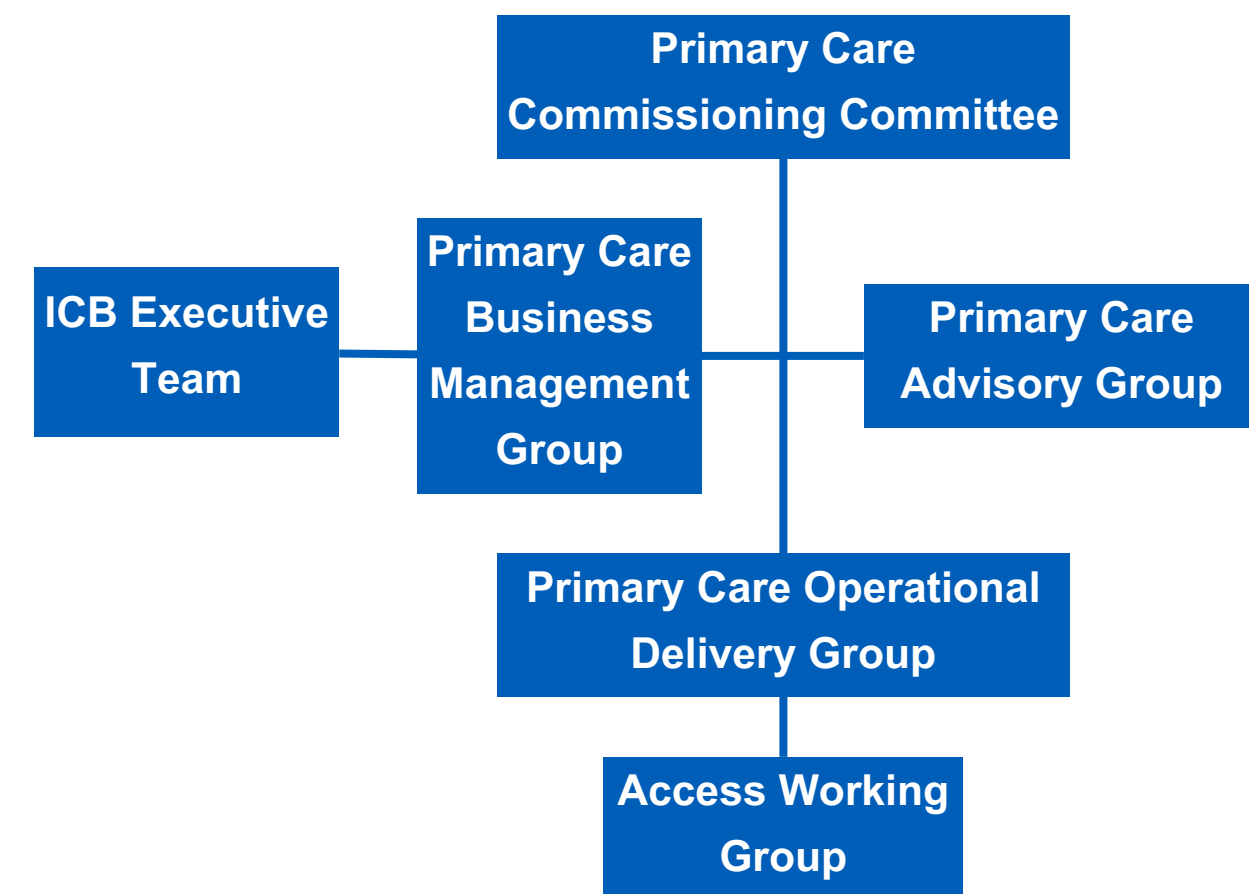 Primary Care
Commissioning Committee
ICB Executive
Team
Primary Care
Business
Management
Group
Primary Care
Advisory Group
Primary Care Operational
Delivery Group
Access Working
Group